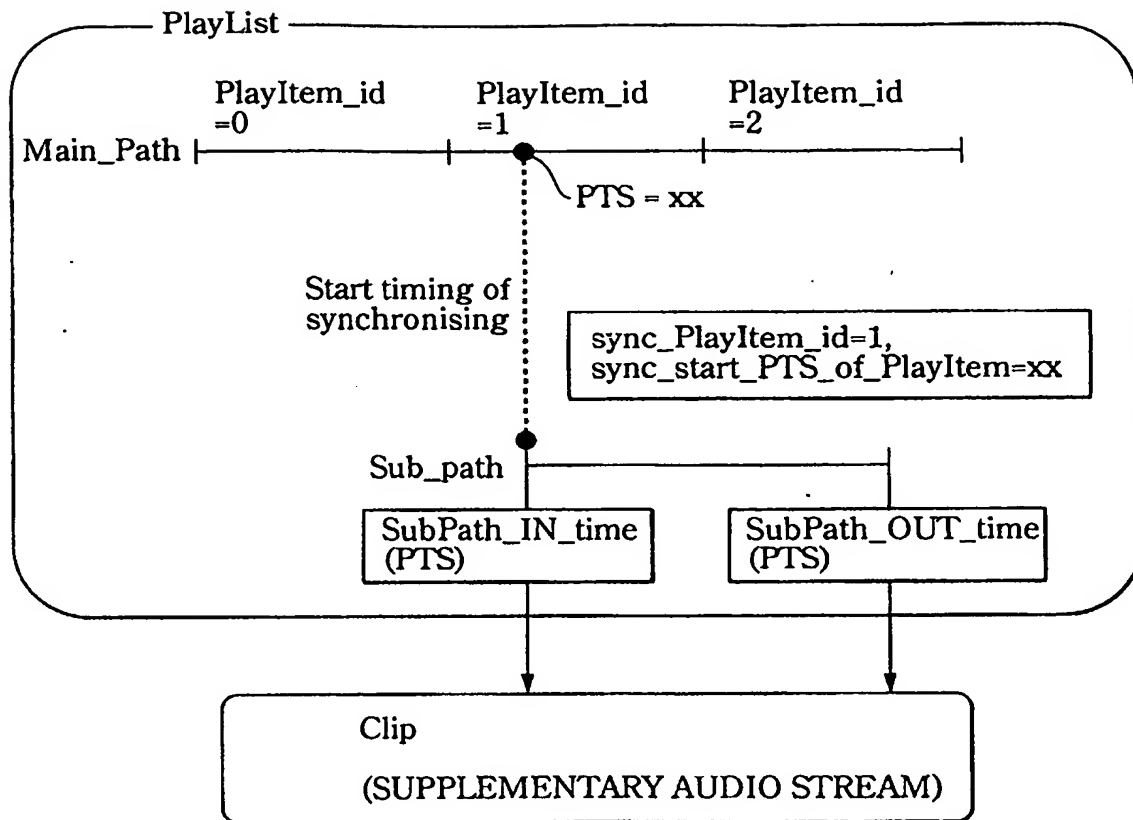 PlayList
PlayItem_id
=0
PlayItem_id
=1
PlayItem_id
=2
Main_Path
PTS = xx
Start timing of
synchronising
sync_PlayItem_id=1,
sync_start_PTS_of_PlayItem=xx
Sub_path
SubPath_IN_time
(PTS)
SubPath_OUT_time
(PTS)
Clip
(SUPPLEMENTARY AUDIO STREAM)